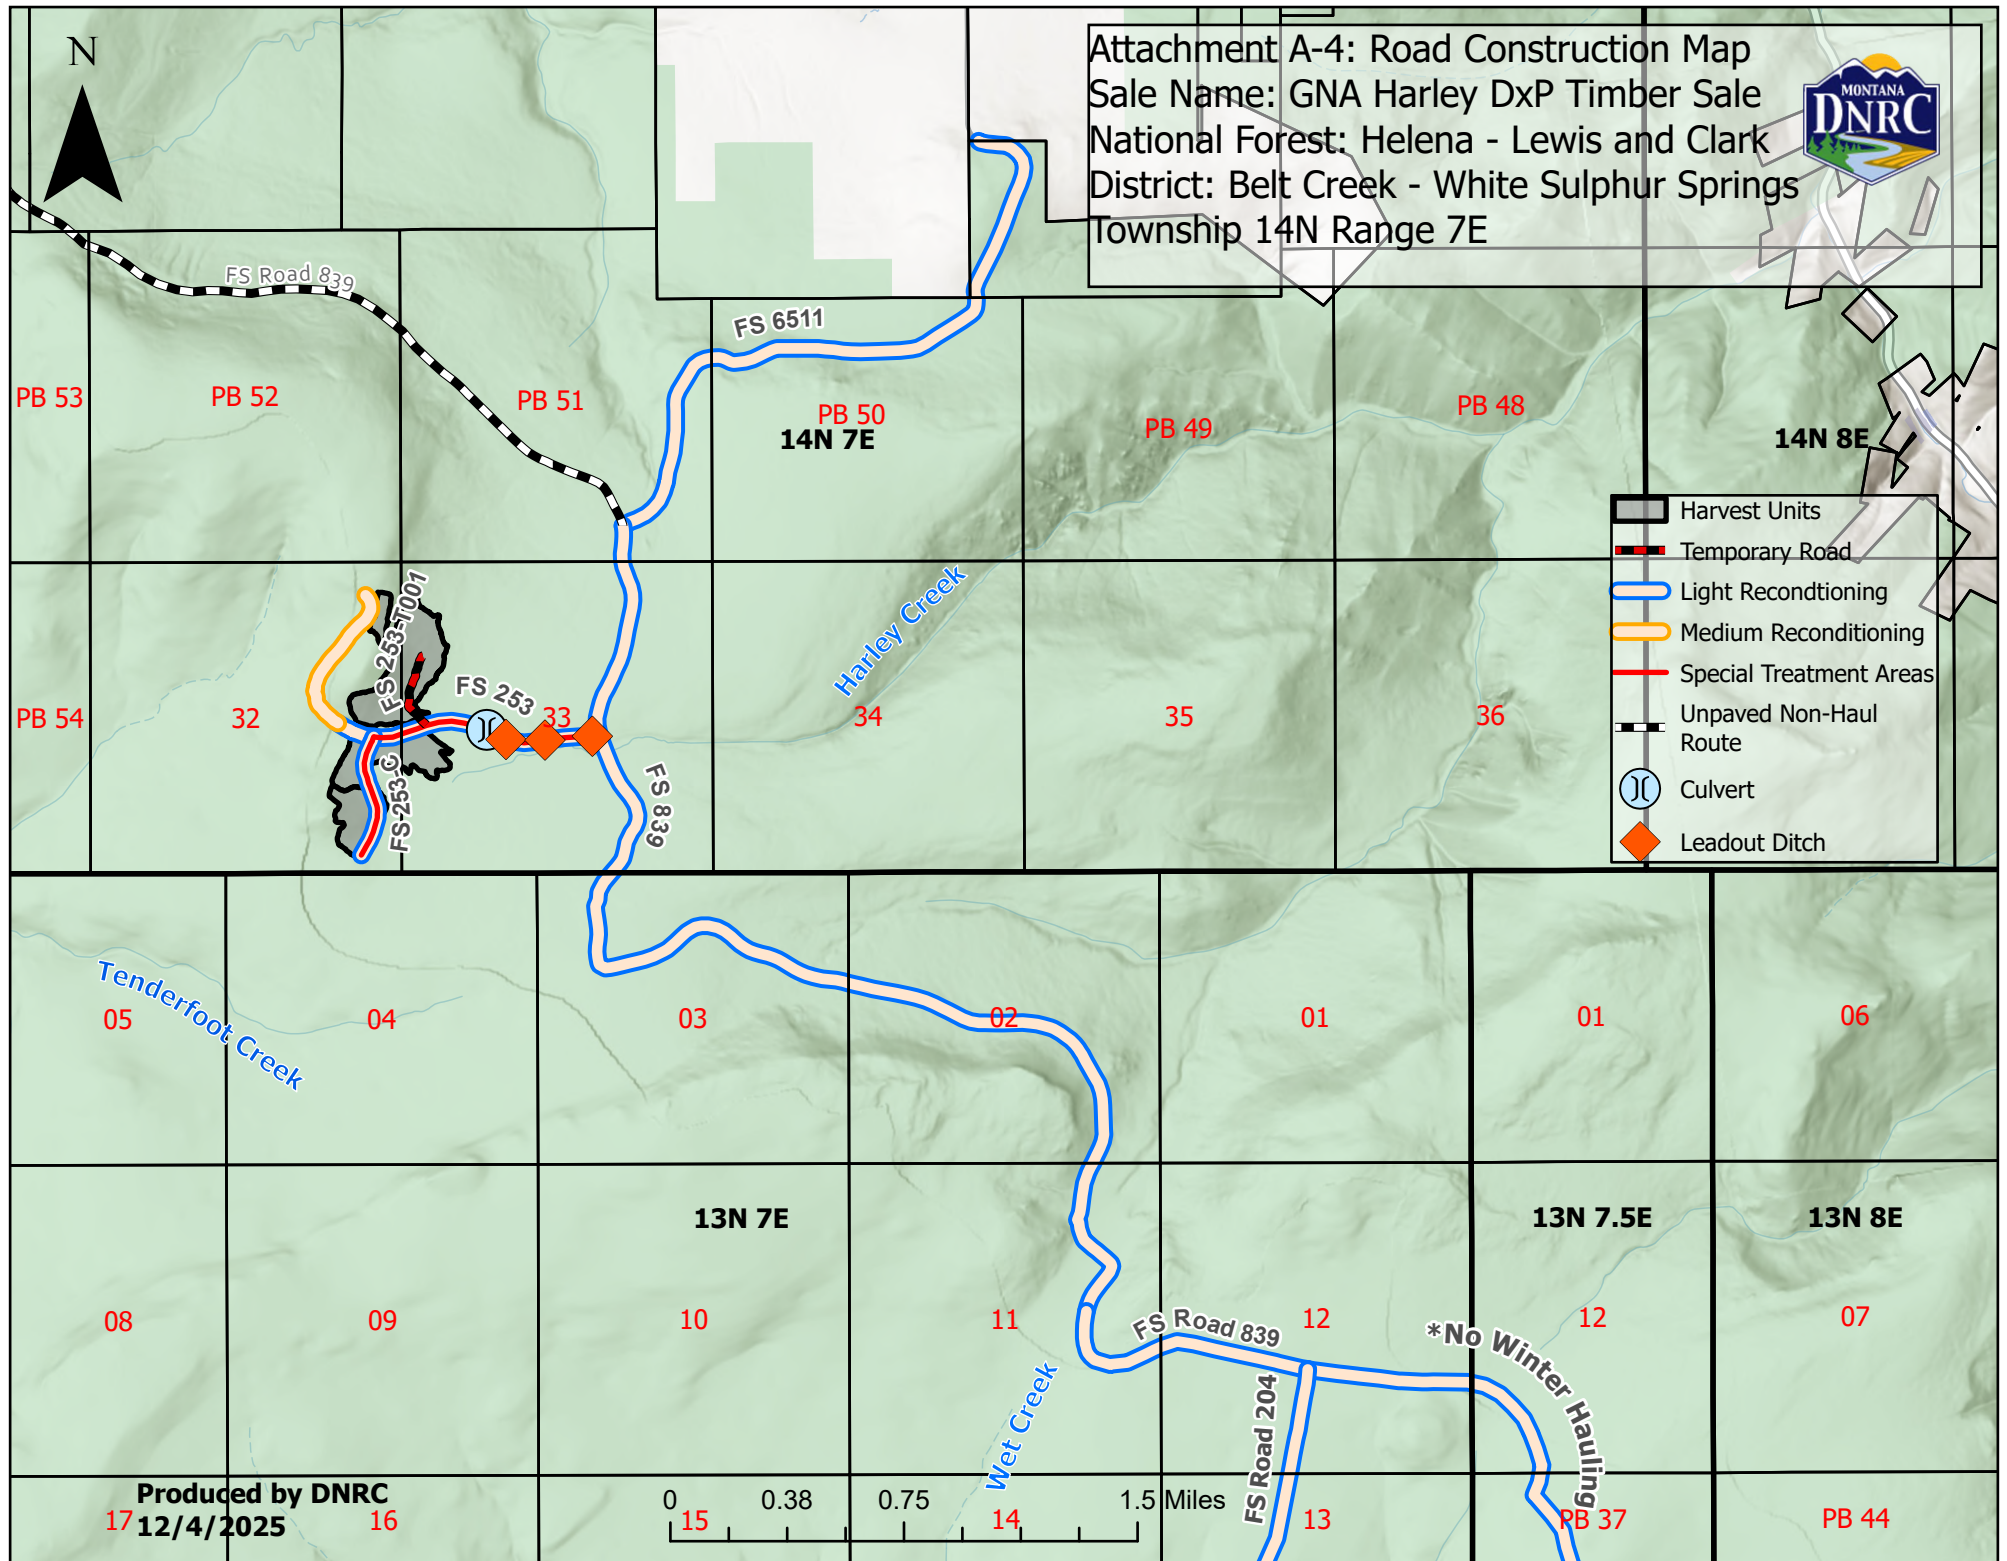 N
Attachment A-4: Road Construction Map
Sale Name: GNA Harley DxP Timber Sale
National Forest: Helena - Lewis and Clark
District: Belt Creek - White Sulphur Springs
Township 14N Range 7E
MONTANA
DNRC
FS Road 839
FS 6511
PB 53
PB 52
PB 51
PB 50
PB 49
PB 48
14N 7E
14N 8E
Harvest Units
Temporary Road
Light Recondtioning
Medium Reconditioning
Special Treatment Areas
Unpaved Non-Haul
Route
Culvert
Leadout Ditch
FS 253-T001
FS 253
Harley Creek
PB 54
32
33
34
35
36
FS 253-C
FS 839
Tenderfoot Creek
05
04
03
02
01
01
06
13N 7E
13N 7.5E
13N 8E
08
09
10
11
12
12
07
FS Road 839
*No Winter Hauling
FS Road 204
Wet Creek
Produced by DNRC
12/4/2025
0 0.38 0.75 1.5 Miles
17
16
15
14
13
PB 37
PB 44